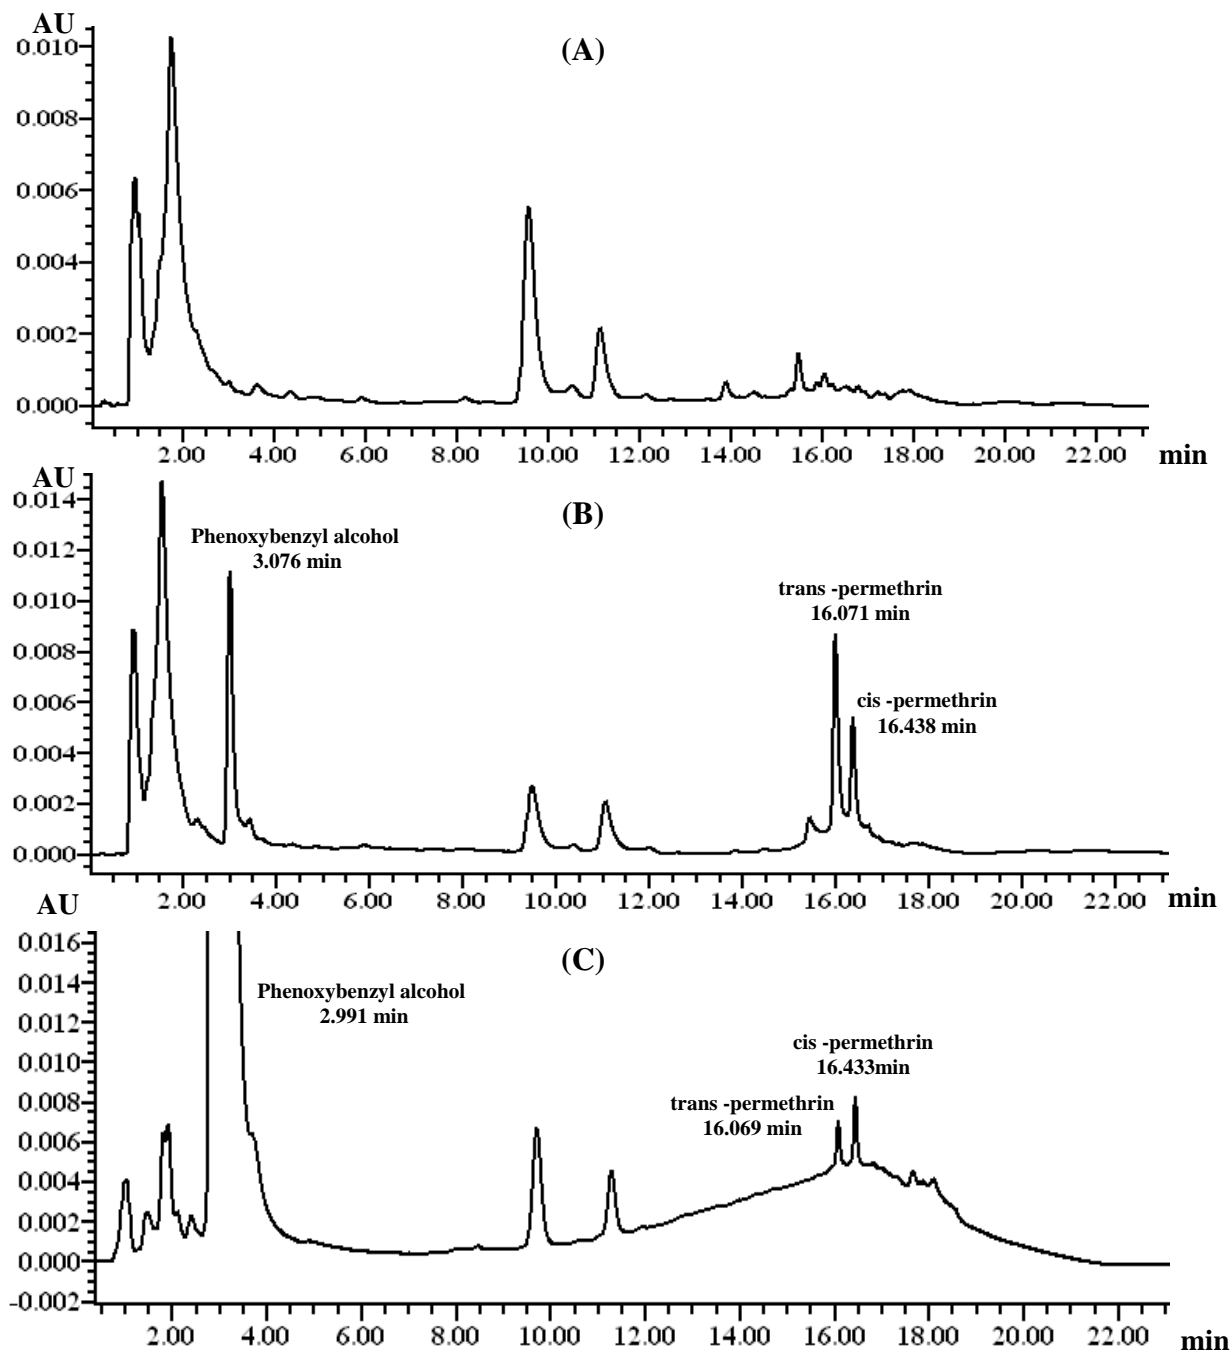 AU
(A)
0.010
0.008
0.006
0.004
0.002
0.000
2.00 4.00 6.00 8.00 10.00 12.00 14.00 16.00 18.00 20.00 22.00 min
AU
(B)
0.014
0.012
0.010
0.008
0.006
0.004
0.002
0.000
Phenoxybenzyl alcohol
3.076 min
trans -permethrin
16.071 min
cis -permethrin
16.438 min
2.00 4.00 6.00 8.00 10.00 12.00 14.00 16.00 18.00 20.00 22.00 min
AU
(C)
0.016
0.014
0.012
0.010
0.008
0.006
0.004
0.002
0.000
-0.002
Phenoxybenzyl alcohol
2.991 min
cis -permethrin
16.433min
trans -permethrin
16.069 min
2.00 4.00 6.00 8.00 10.00 12.00 14.00 16.00 18.00 20.00 22.00 min